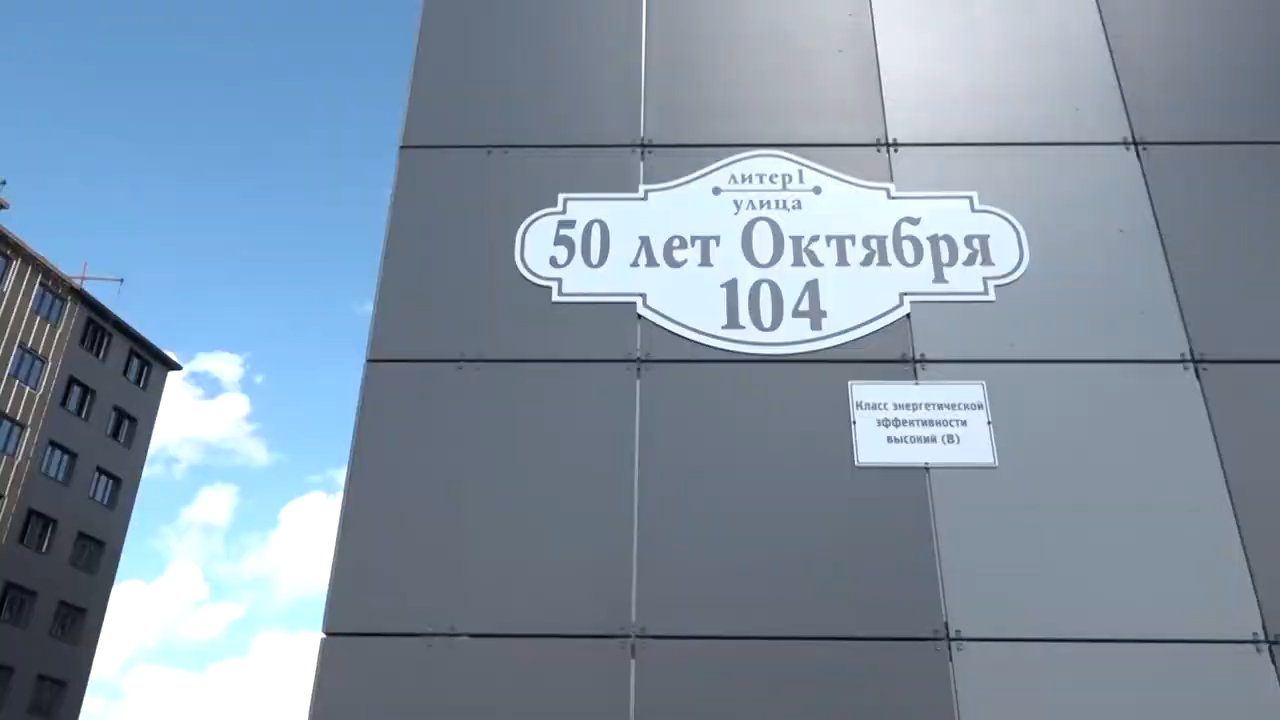 литер1
улица
50 лет Октября
104
Класс энергетической
эффективности
высокий (В)